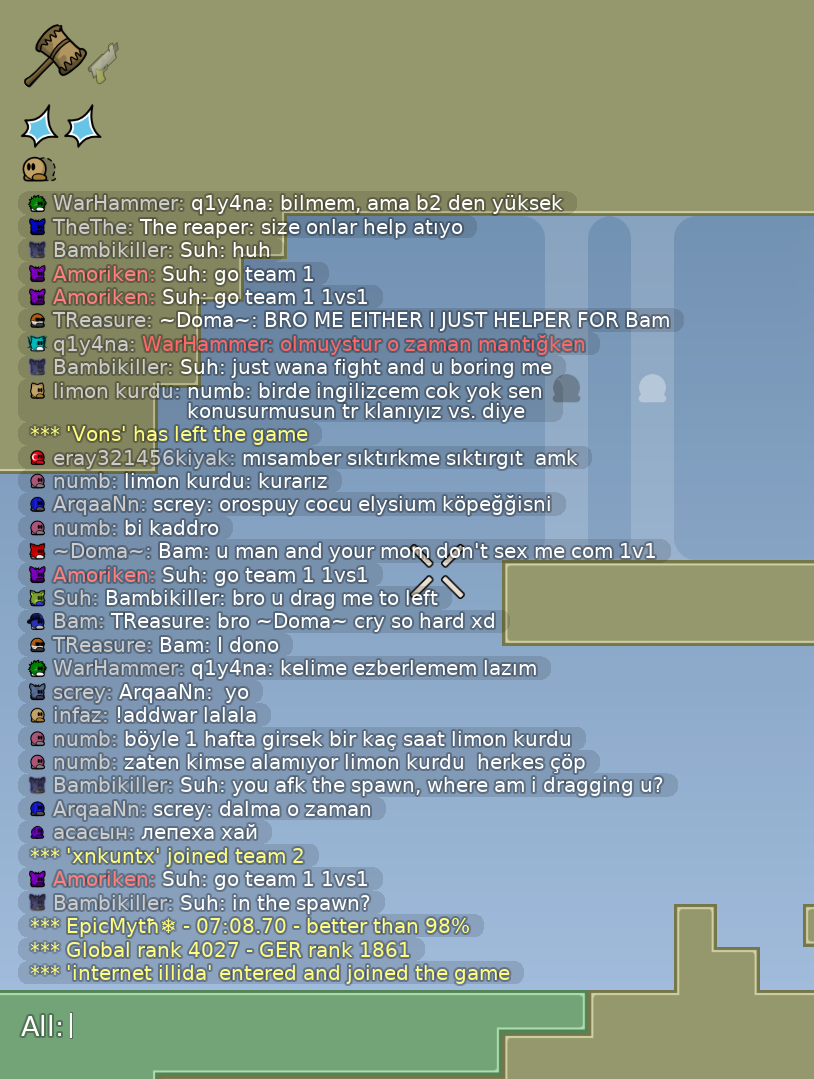 WarHammer: q1y4na: bilmem, ama b2 den yüksek
TheThe: The reaper: size onlar help atıyo
Bambikiller: Suh: huh
Amoriken: Suh: go team 1
Amoriken: Suh: go team 1 1vs1
TReasure: ~Doma~: BRO ME EITHER I JUST HELPER FOR Bam
q1y4na: WarHammer: olmuystur o zaman mantığken
Bambikiller: Suh: just wana fight and u boring me
limon kurdu: numb: birde ingilizcem cok yok sen
konusurmusun tr klanıyız vs. diye
*** 'Vons' has left the game
eray321456kiyak: mısamber sıktırkme sıktırgıt  amk
numb: limon kurdu: kurarız
ArqaaNn: screy: orospuy cocu elysium köpeğğisni
numb: bi kaddro
~Doma~: Bam: u man and your mom don't sex me com 1v1
Amoriken: Suh: go team 1 1vs1
Suh: Bambikiller: bro u drag me to left
Bam: TReasure: bro ~Doma~ cry so hard xd
TReasure: Bam: I dono
WarHammer: q1y4na: kelime ezberlemem lazım
screy: ArqaaNn:  yo
infaz: !addwar lalala
numb: böyle 1 hafta girsek bir kaç saat limon kurdu
numb: zaten kimse alamıyor limon kurdu  herkes çöp
Bambikiller: Suh: you afk the spawn, where am i dragging u?
ArqaaNn: screy: dalma o zaman
асасын: лепеха хай
*** 'xnkuntx' joined team 2
Amoriken: Suh: go team 1 1vs1
Bambikiller: Suh: in the spawn?
*** EpicMytħ❄ - 07:08.70 - better than 98%
*** Global rank 4027 - GER rank 1861
*** 'internet illida' entered and joined the game
All: